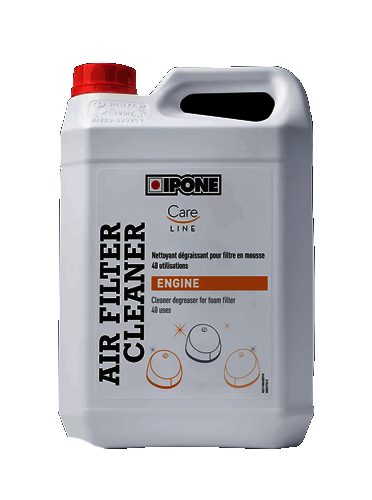 IPONE
Care
LINE
AIR FILTER
CLEANER
Nettoyant dégraissant pour filtre en mousse
40 utilisations
ENGINE
Cleaner degreaser for foam filter
40 uses